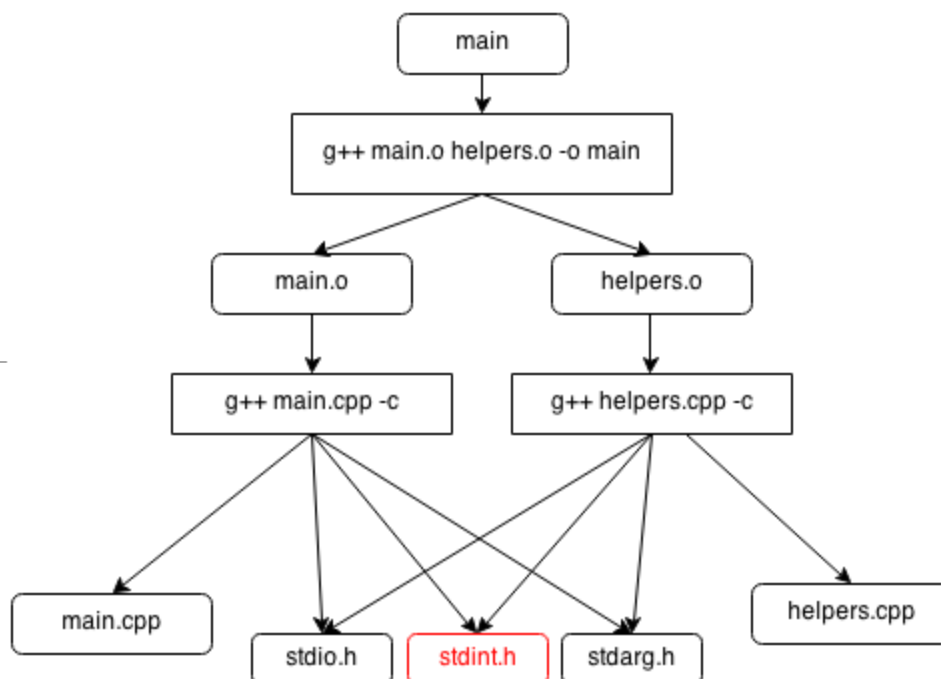 main
g++ main.o helpers.o -o main
main.o
helpers.o
g++ main.cpp -c
g++ helpers.cpp -c
main.cpp
helpers.cpp
stdio.h
stdint.h
stdarg.h